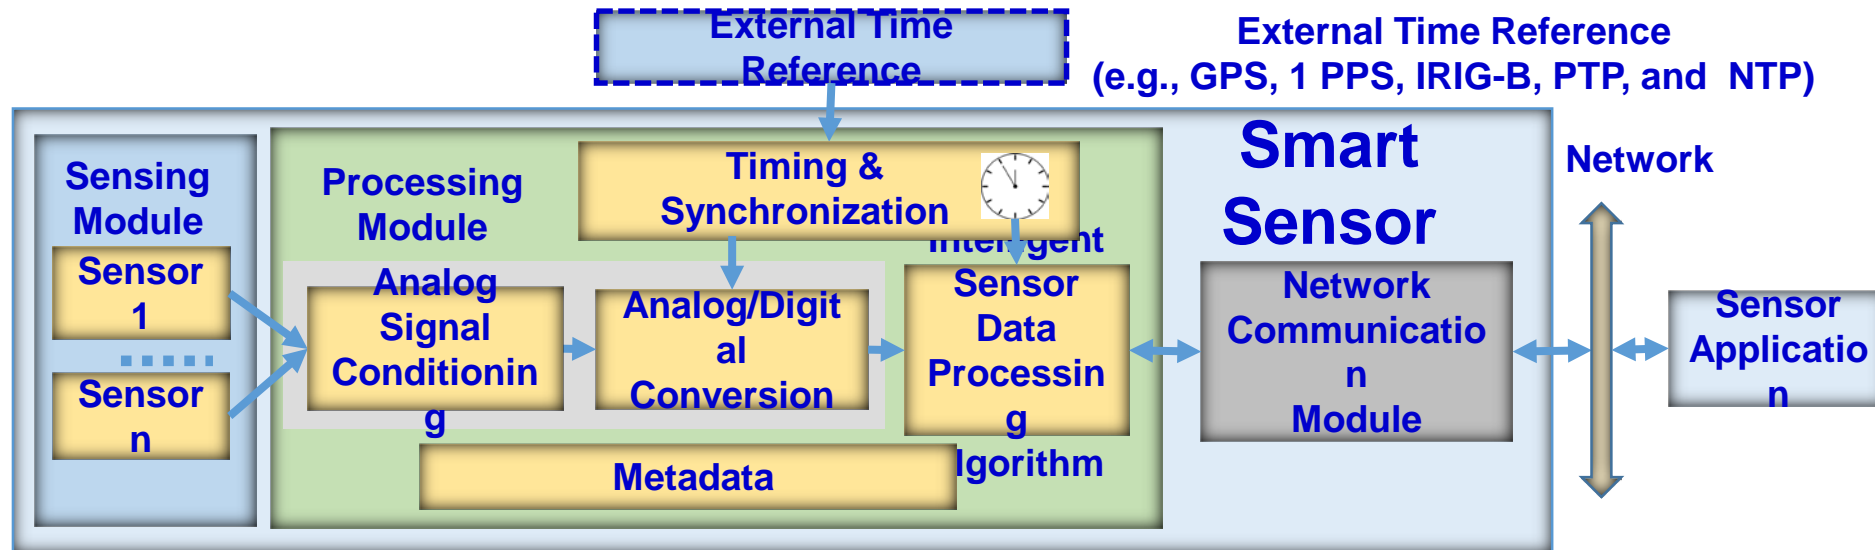 External Time
Reference
External Time Reference
(e.g., GPS, 1 PPS, IRIG-B, PTP, and NTP)
Smart
Sensor
Network
Sensing
Module
Sensor
1
Sensor
n
Processing
Module
Timing &
Synchronization
Analog
Signal
Conditionin
g
Analog/Digit
al
Conversion
Intelligent
Sensor
Data
Processin
g
lgorithm
Metadata
Network
Communicatio
n
Module
Sensor
Applicatio
n